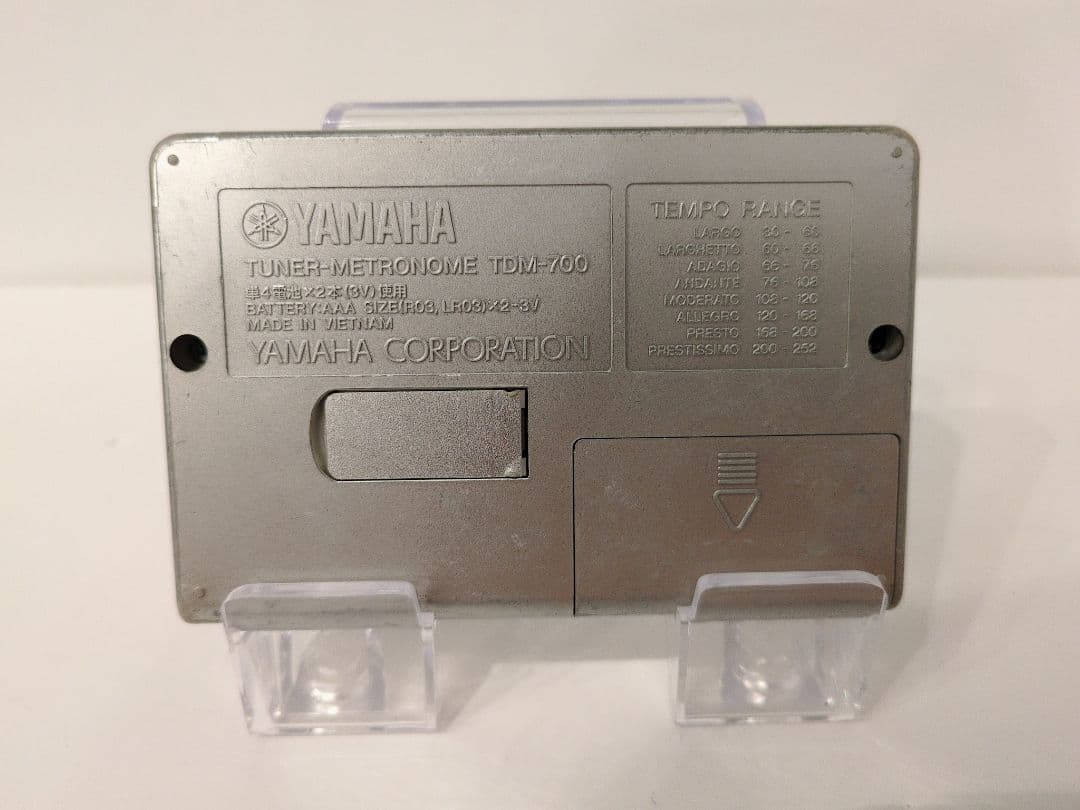 YAMAHA
TUNER-METRONOME TDM-700
単4電池×2本(3V)使用
BATTERY:AAA SIZE(R03, LR03)×2-3V
MADE IN VIETNAM
YAMAHA CORPORATION
TEMPO RANGE
LARGO 30 - 60
LARGHETTO 60 - 66
ADAGIO 66 - 76
ANDANTE 76 - 108
MODERATO 108 - 120
ALLEGRO 120 - 168
PRESTO 168 - 200
PRESTISSIMO 200 - 252